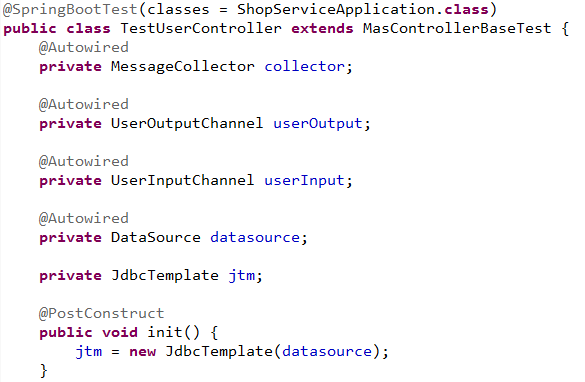 @SpringBootTest(classes = ShopServiceApplication.class)
public class TestUserController extends MasControllerBaseTest {
    @Autowired
    private MessageCollector collector;

    @Autowired
    private UserOutputChannel userOutput;

    @Autowired
    private UserInputChannel userInput;

    @Autowired
    private DataSource datasource;

    private JdbcTemplate jtm;

    @PostConstruct
    public void init() {
        jtm = new JdbcTemplate(datasource);
    }